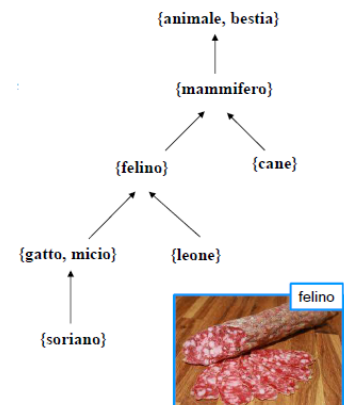 {animale, bestia}
{mammifero}
{felino}
{cane}
{gatto, micio}
{leone}
felino
{soriano}